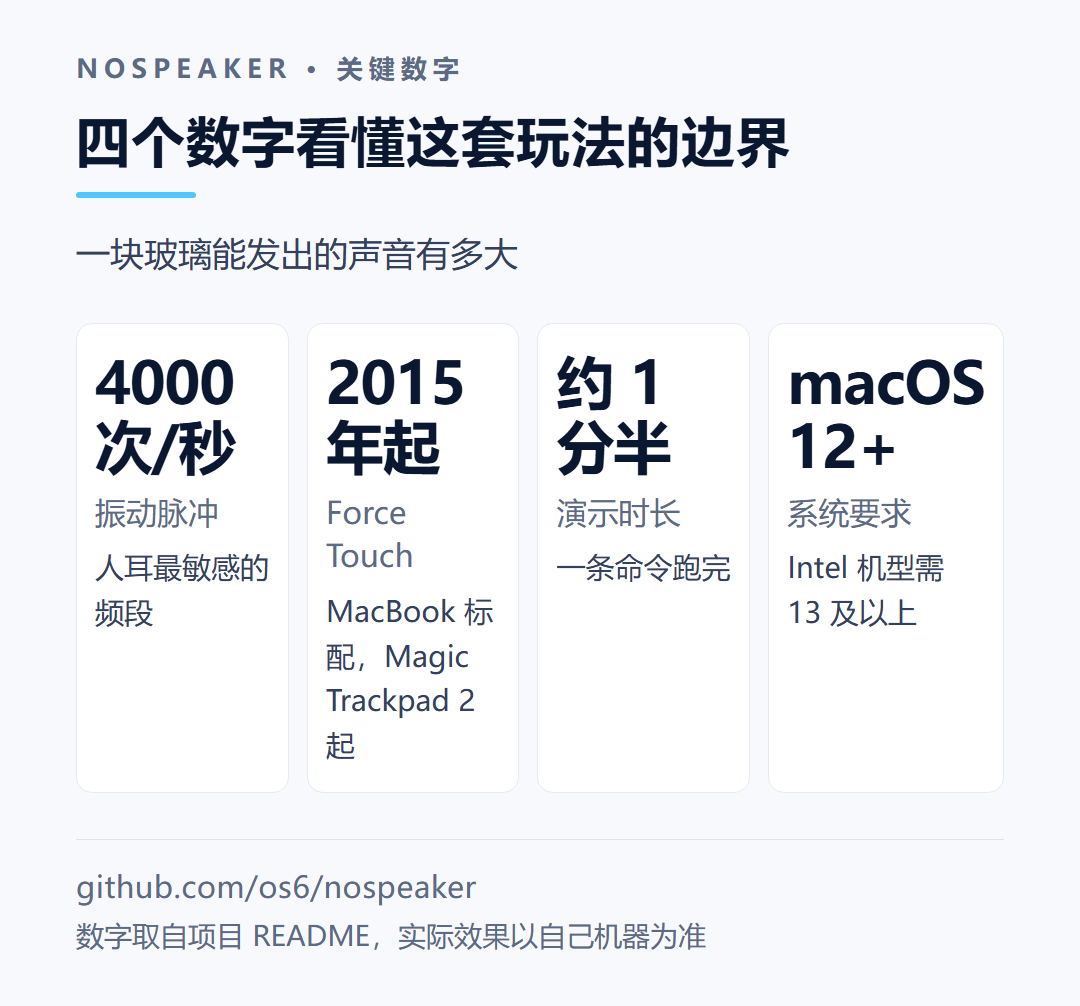 NOSPEAKER • 关键数字
四个数字看懂这套玩法的边界
一块玻璃能发出的声音有多大
4000
次/秒
振动脉冲
人耳最敏感的
频段
2015
年起
Force
Touch
MacBook 标
配，Magic
Trackpad 2
起
约 1
分半
演示时长
一条命令跑完
macOS
12+
系统要求
Intel 机型需
13 及以上
github.com/os6/nospeaker
数字取自项目 README，实际效果以自己机器为准